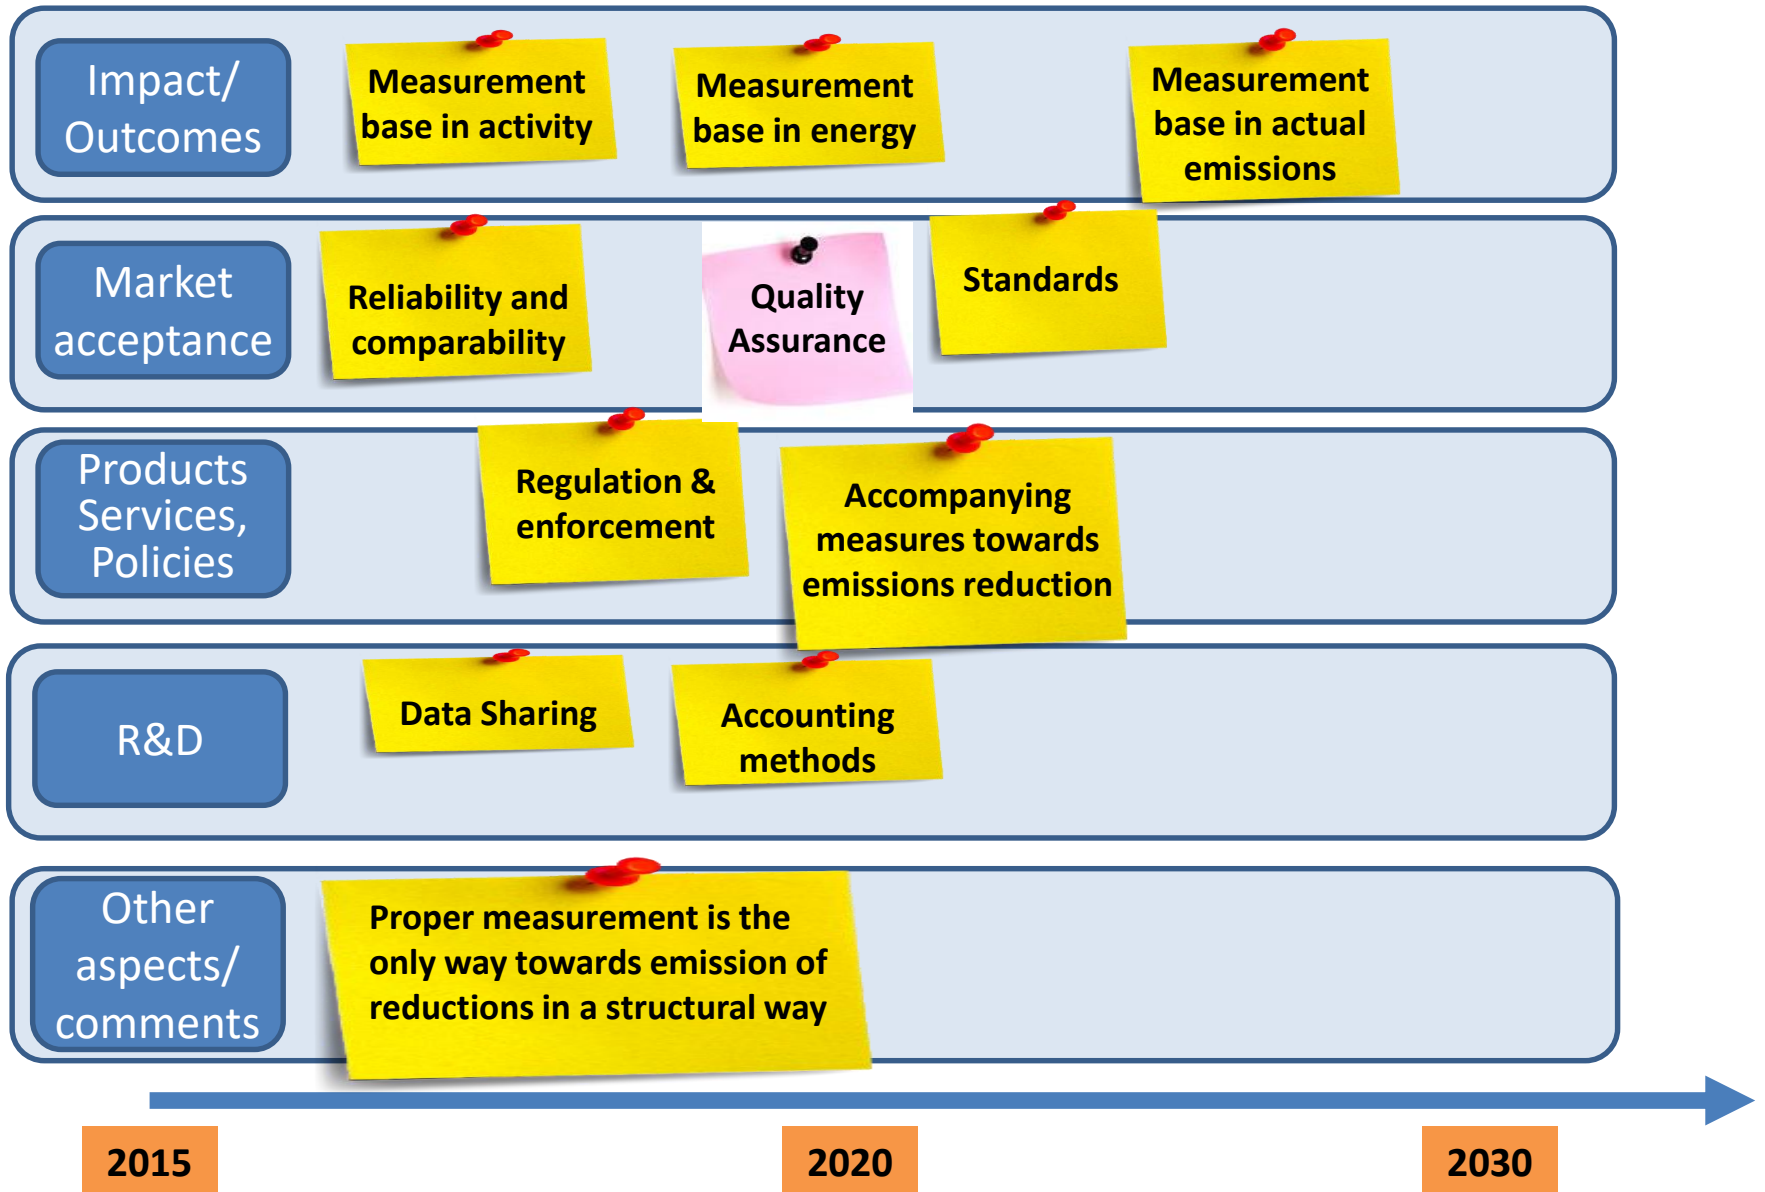 Impact/
Outcomes
Measurement
base in activity
Measurement
base in energy
Measurement
base in actual
emissions
Market
acceptance
Reliability and
comparability
Quality
Assurance
Standards
Products
Services,
Policies
Regulation &
enforcement
Accompanying
measures towards
emissions reduction
R&D
Data Sharing
Accounting
methods
Other
aspects/
comments
Proper measurement is the
only way towards emission of
reductions in a structural way
2015
2020
2030